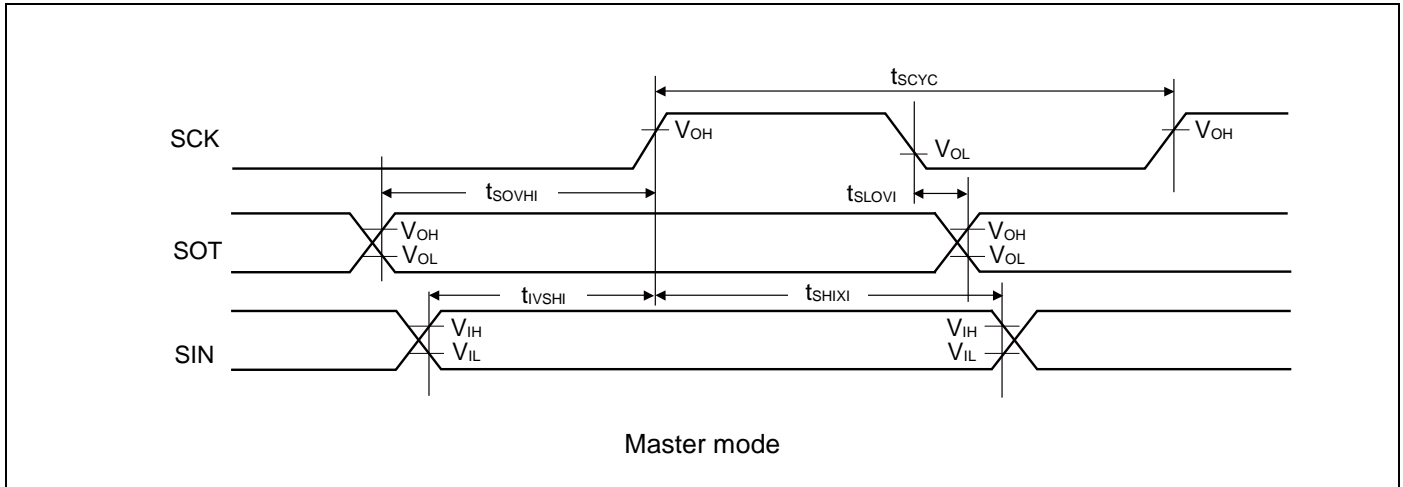 tSCYC
SCK VOH VOL VOH
tSOVHI tSLOVI
SOT VOH VOH
VOL VOL
tIVSHI tSHIXI
SIN VIH VIH
VIL VIL
Master mode